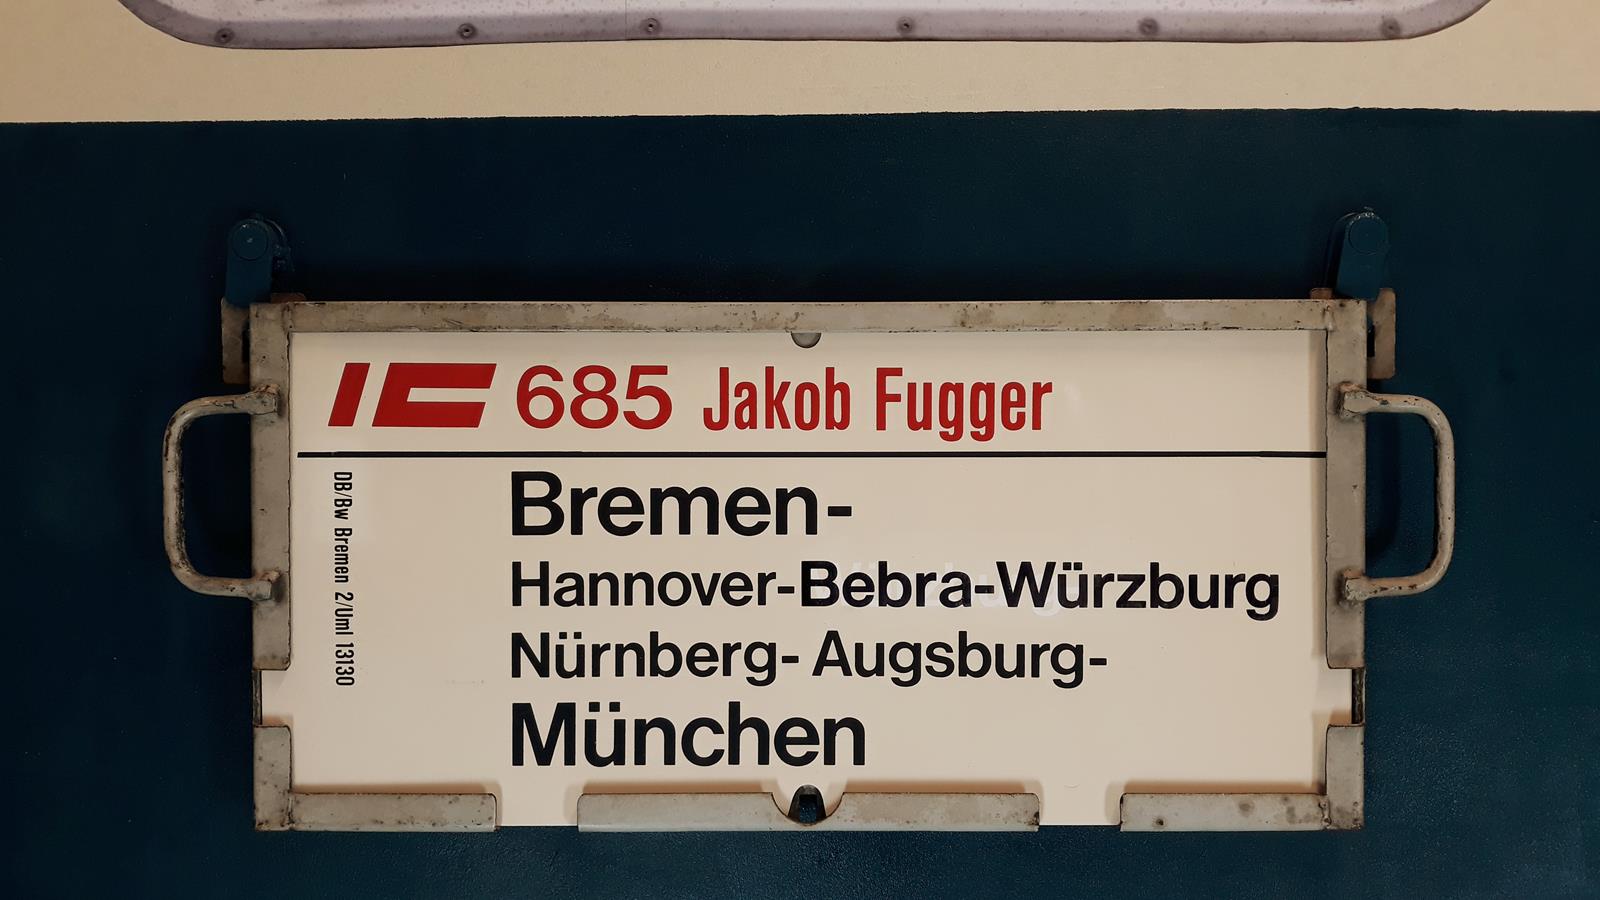 IC 685 Jakob Fugger
DB/Bw Bremen 2/Uml 13130
Bremen-
Hannover-Bebra-Würzburg
Nürnberg- Augsburg-
München